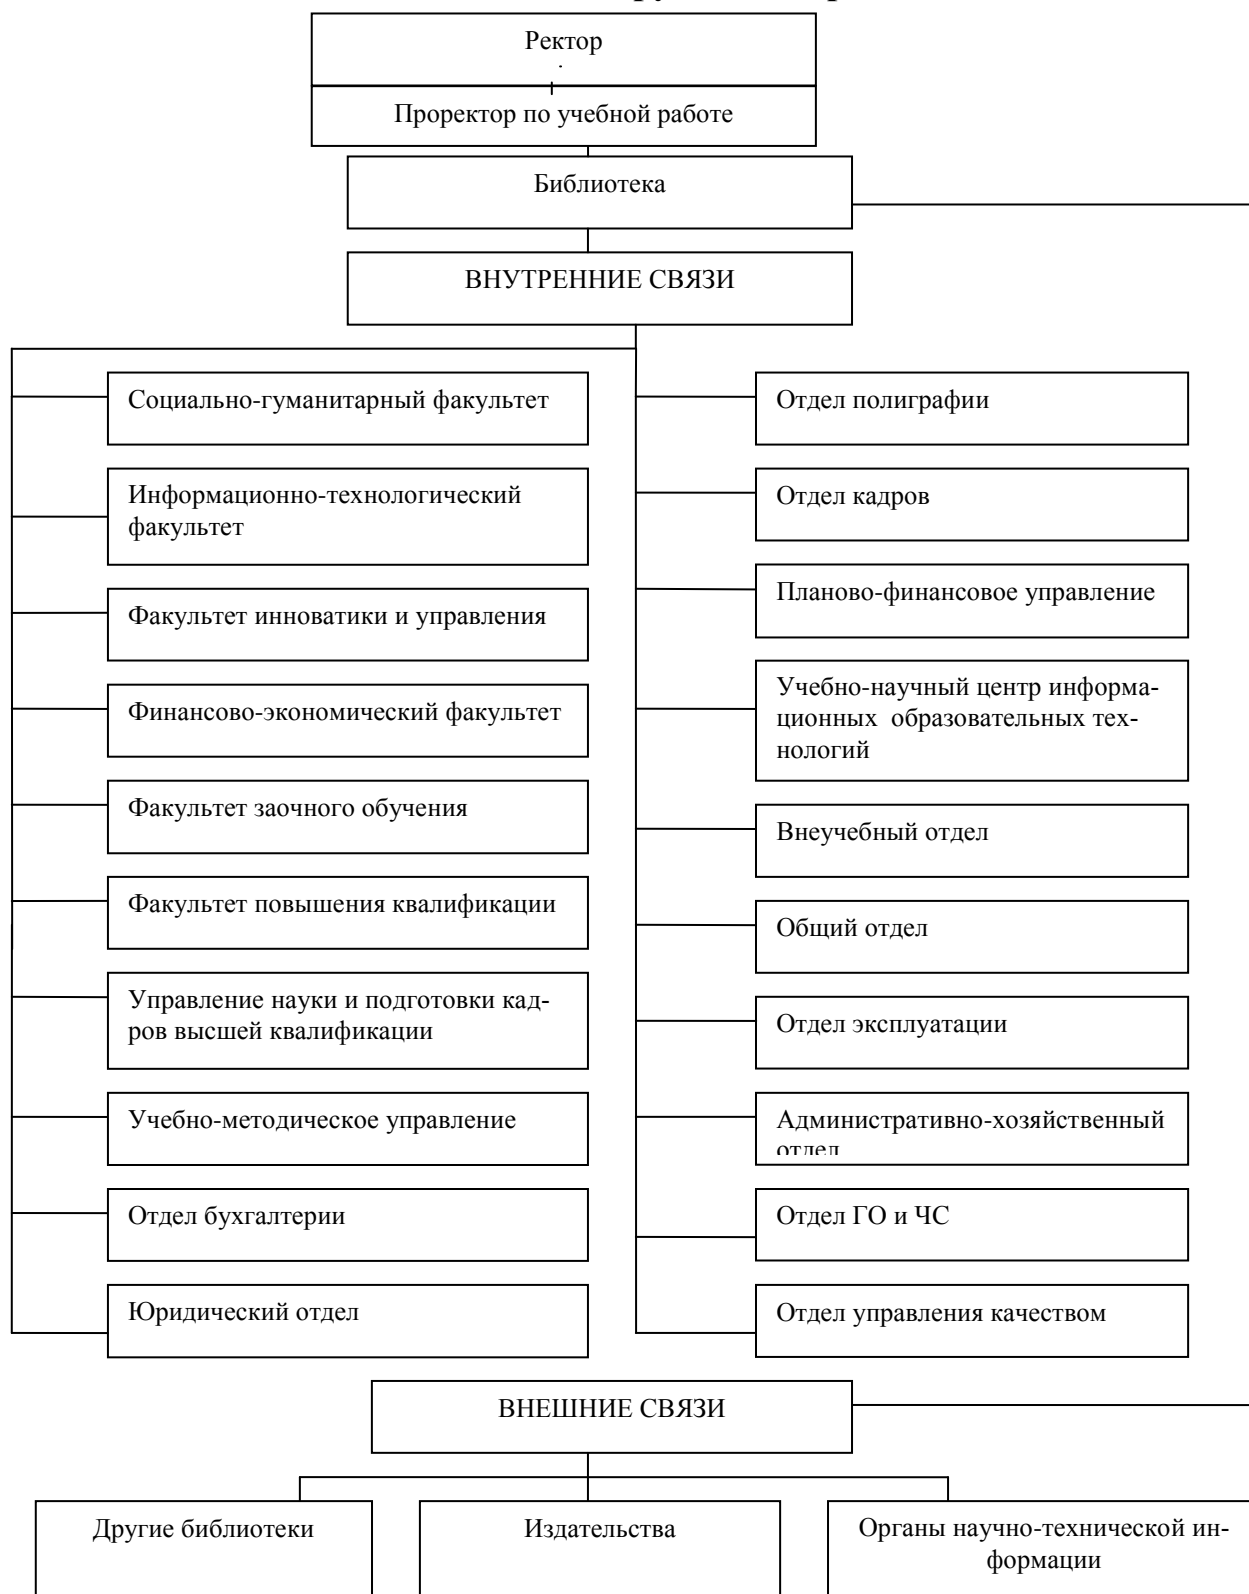 Ректор
Проректор по учебной работе
Библиотека
ВНУТРЕННИЕ СВЯЗИ
Социально-гуманитарный факультет
Информационно-технологический
факультет
Факультет инноватики и управления
Финансово-экономический факультет
Факультет заочного обучения
Факультет повышения квалификации
Управление науки и подготовки кад-
ров высшей квалификации
Учебно-методическое управление
Отдел бухгалтерии
Юридический отдел
Отдел полиграфии
Отдел кадров
Планово-финансовое управление
Учебно-научный центр информа-
ционных образовательных тех-
нологий
Внеучебный отдел
Общий отдел
Отдел эксплуатации
Административно-хозяйственный
отдел
Отдел ГО и ЧС
Отдел управления качеством
ВНЕШНИЕ СВЯЗИ
Другие библиотеки
Издательства
Органы научно-технической ин-
формации